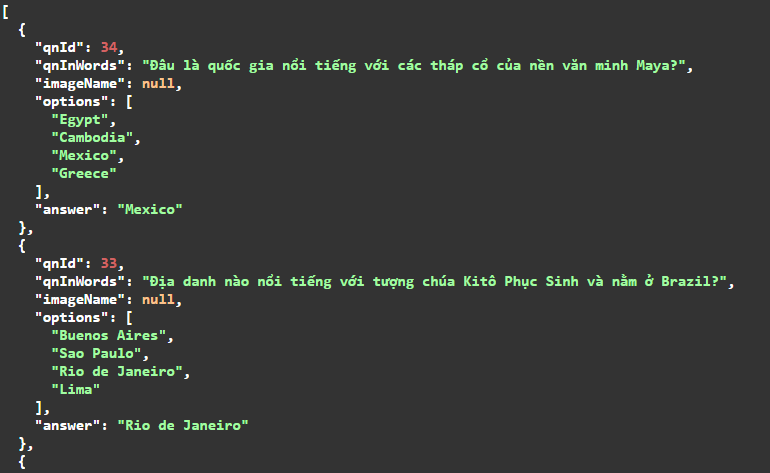 [
  {
    "qnId": 34,
    "qnInWords": "Đâu là quốc gia nổi tiếng với các tháp cổ của nền văn minh Maya?",
    "imageName": null,
    "options": [
      "Egypt",
      "Cambodia",
      "Mexico",
      "Greece"
    ],
    "answer": "Mexico"
  },
  {
    "qnId": 33,
    "qnInWords": "Địa danh nào nổi tiếng với tượng chúa Kitô Phục Sinh và nằm ở Brazil?",
    "imageName": null,
    "options": [
      "Buenos Aires",
      "Sao Paulo",
      "Rio de Janeiro",
      "Lima"
    ],
    "answer": "Rio de Janeiro"
  },
  {